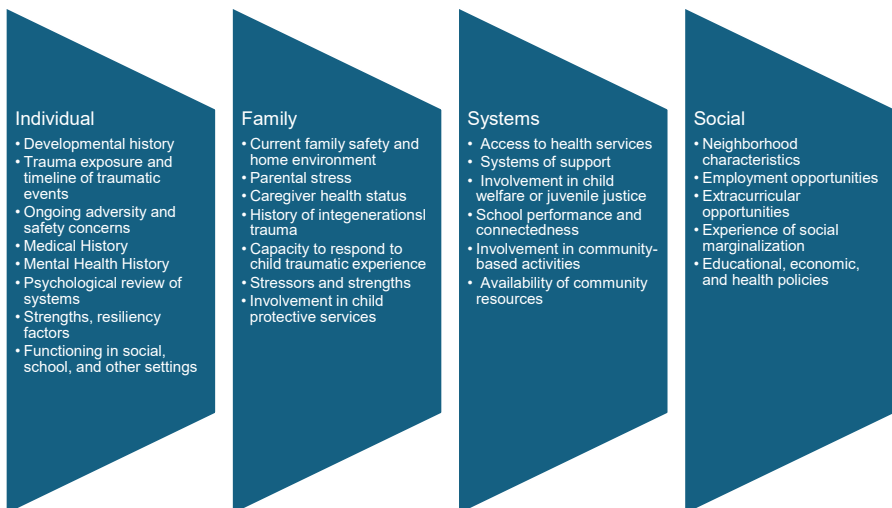 Individual
• Developmental history
• Trauma exposure and
timeline of traumatic
events
• Ongoing adversity and
safety concerns
• Medical History
• Mental Health History
• Psychological review of
systems
• Strengths, resiliency
factors
• Functioning in social,
school, and other settings
Family
• Current family safety and
home environment
• Parental stress
• Caregiver health status
• History of integenerationsl
trauma
• Capacity to respond to
child traumatic experience
• Stressors and strengths
• Involvement in child
protective services
Systems
• Access to health services
• Systems of support
• Involvement in child
welfare or juvenile justice
• School performance and
connectedness
• Involvement in community-
based activities
• Availability of community
resources
Social
• Neighborhood
characteristics
• Employment opportunities
• Extracurricular
opportunities
• Experience of social
marginalization
• Educational, economic,
and health policies